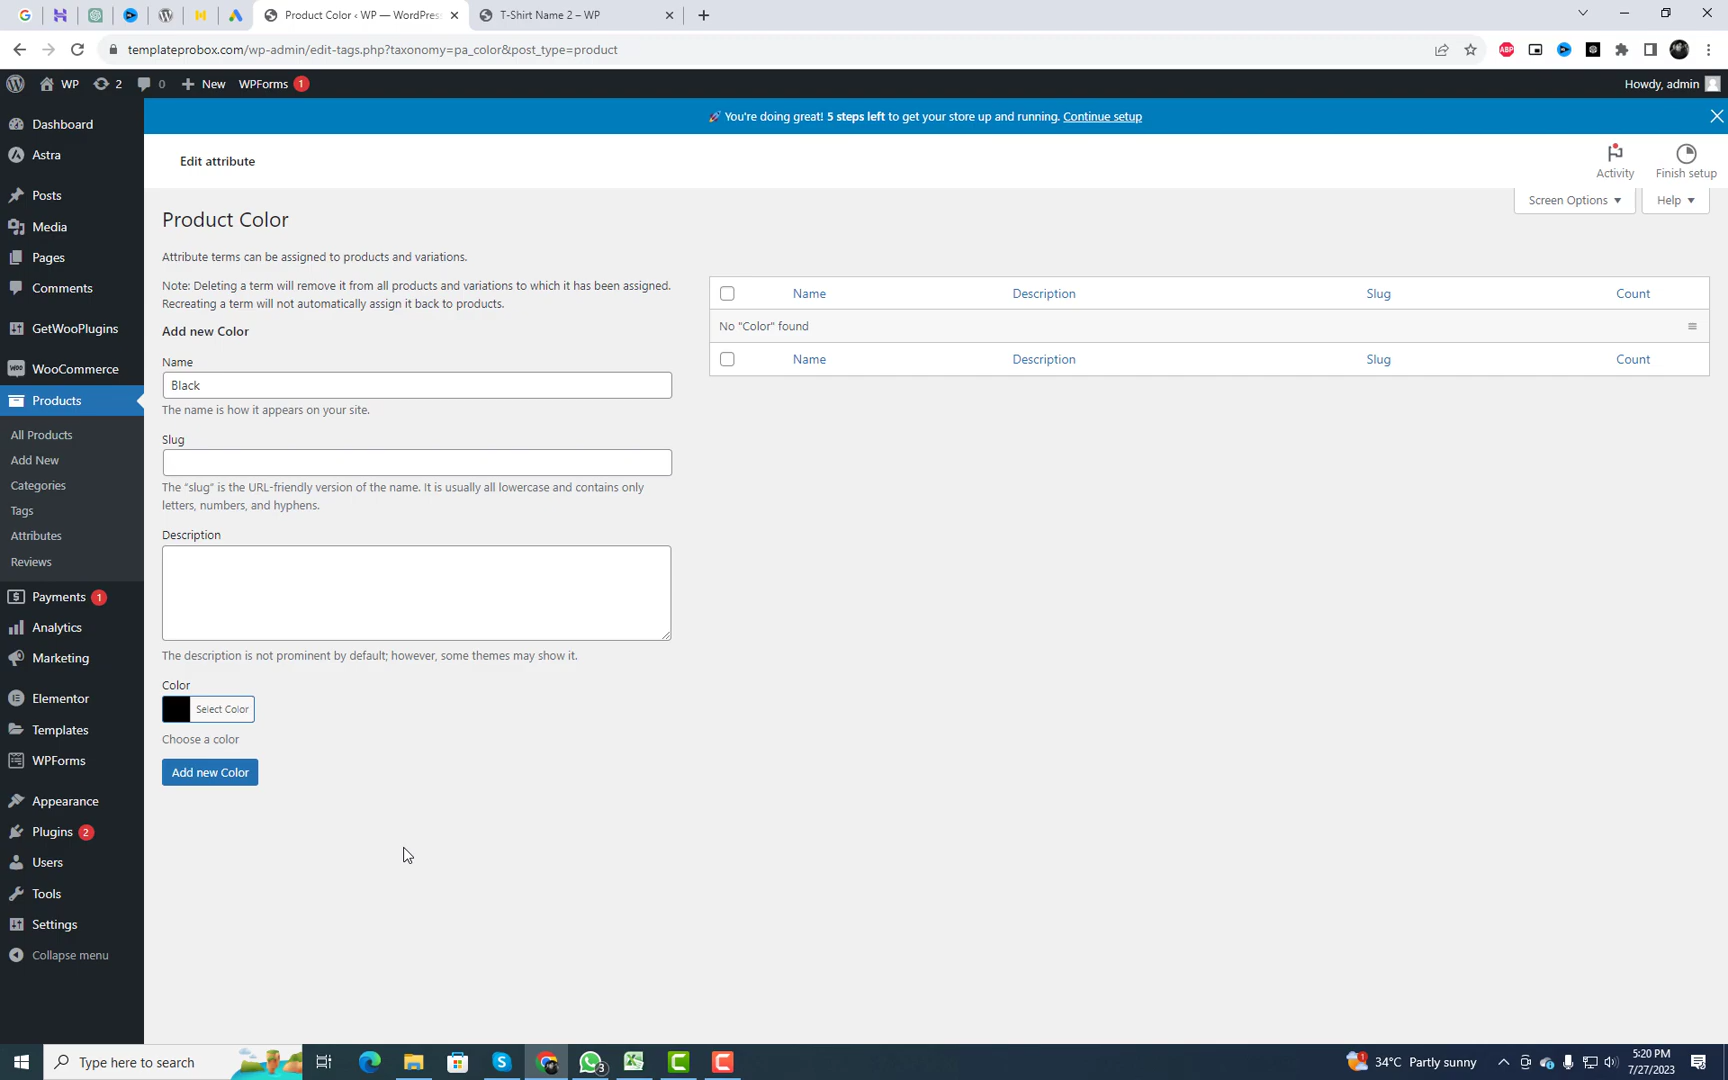 Product Color ‹ WP — WordPress
T-Shirt Name 2 – WP
templateprobox.com/wp-admin/edit-tags.php?taxonomy=pa_color&post_type=product
ABP
WP
2
0
New
WPForms 1
Howdy, admin
You're doing great! 5 steps left to get your store up and running. Continue setup
Edit attribute
Activity
Finish setup
Screen Options
Help
Dashboard
Astra
Posts
Media
Pages
Comments
GetWooPlugins
WooCommerce
Products
All Products
Add New
Categories
Tags
Attributes
Reviews
Payments 1
Analytics
Marketing
Elementor
Templates
WPForms
Appearance
Plugins 2
Users
Tools
Settings
Collapse menu
Product Color
Attribute terms can be assigned to products and variations.
Note: Deleting a term will remove it from all products and variations to which it has been assigned.
Recreating a term will not automatically assign it back to products.
Add new Color
Name
Black
The name is how it appears on your site.
Slug
The “slug” is the URL-friendly version of the name. It is usually all lowercase and contains only
letters, numbers, and hyphens.
Description
The description is not prominent by default; however, some themes may show it.
Color
Select Color
Choose a color
Add new Color
Name Description Slug Count
No "Color" found
Name Description Slug Count
Type here to search
3
1
34°C Partly sunny
5:20 PM
7/27/2023